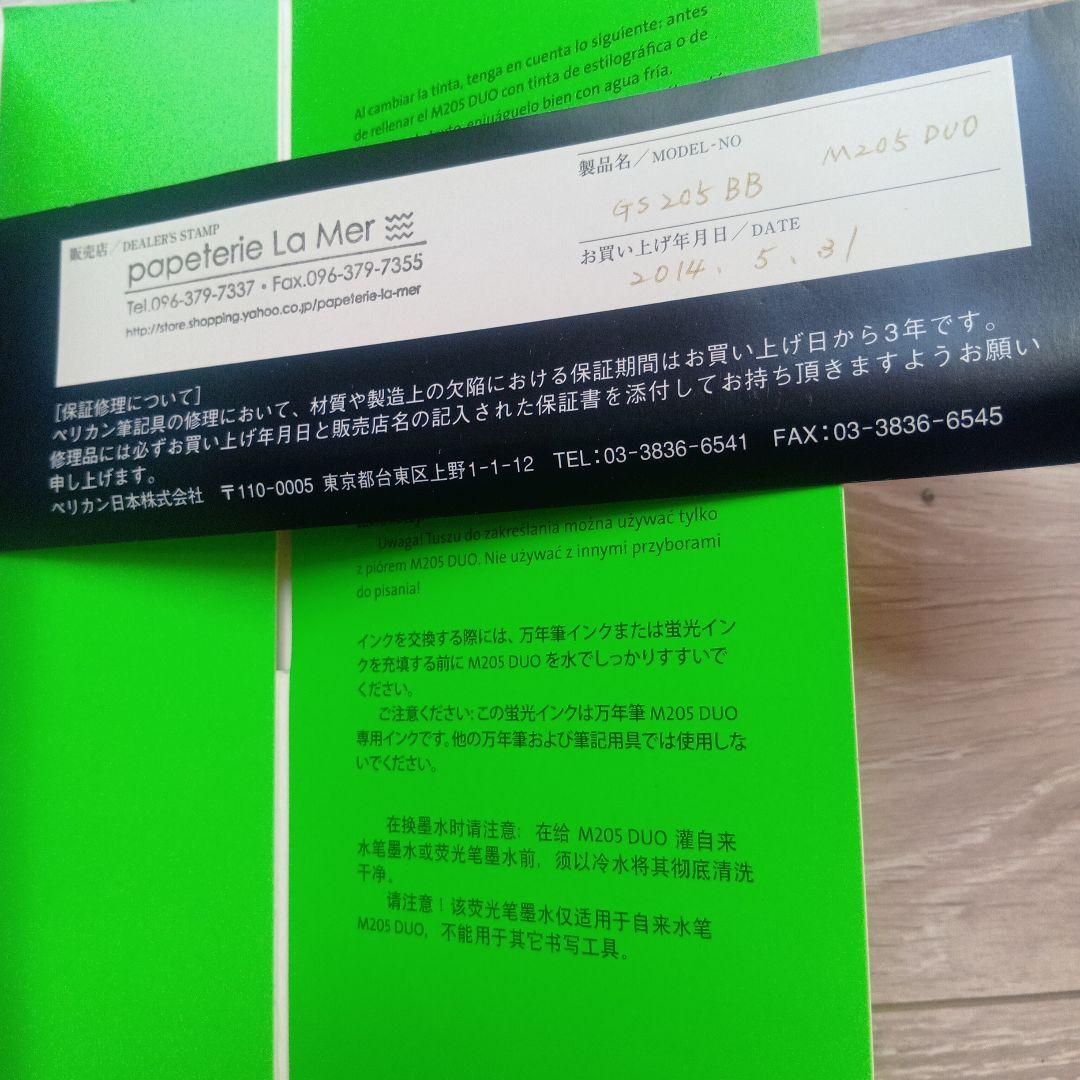 Al cambiar la tinta, tenga en cuenta lo siguiente: antes
de rellenar el M205 DUO con tinta de estilográfica o de
enjuáguelo bien con agua fría.
販売店/DEALER'S STAMP
papeterie La Mer
Tel.096-379-7337・Fax.096-379-7355
http://store.shopping.yahoo.co.jp/papeterie-la-mer
製品名/MODEL-NO
GS205BB M205 DUO
お買い上げ年月日/DATE
2014. 5. 31
[保証修理について]
ペリカン筆記具の修理において、材質や製造上の欠陥における保証期間はお買い上げ日から3年です。
修理品には必ずお買い上げ年月日と販売店名の記入された保証書を添付してお持ち頂きますようお願い
申し上げます。
ペリカン日本株式会社 〒110-0005 東京都台東区上野1-1-12 TEL:03-3836-6541 FAX:03-3836-6545
Uwaga! Tuszu do zakreślania można używać tylko
z piórem M205 DUO. Nie używać z innymi przyborami
do pisania!
インクを交換する際には、万年筆インクまたは蛍光イン
クを充填する前に M205 DUO を水でしっかりすすいで
ください。
ご注意ください: この蛍光インクは万年筆 M205 DUO
専用インクです。他の万年筆および筆記用具では使用しな
いでください。
在换墨水时请注意: 在给 M205 DUO 灌自来
水笔墨水或荧光笔墨水前, 须以冷水将其彻底清洗
干净。
请注意!该荧光笔墨水仅适用于自来水笔
M205 DUO, 不能用于其它书写工具。